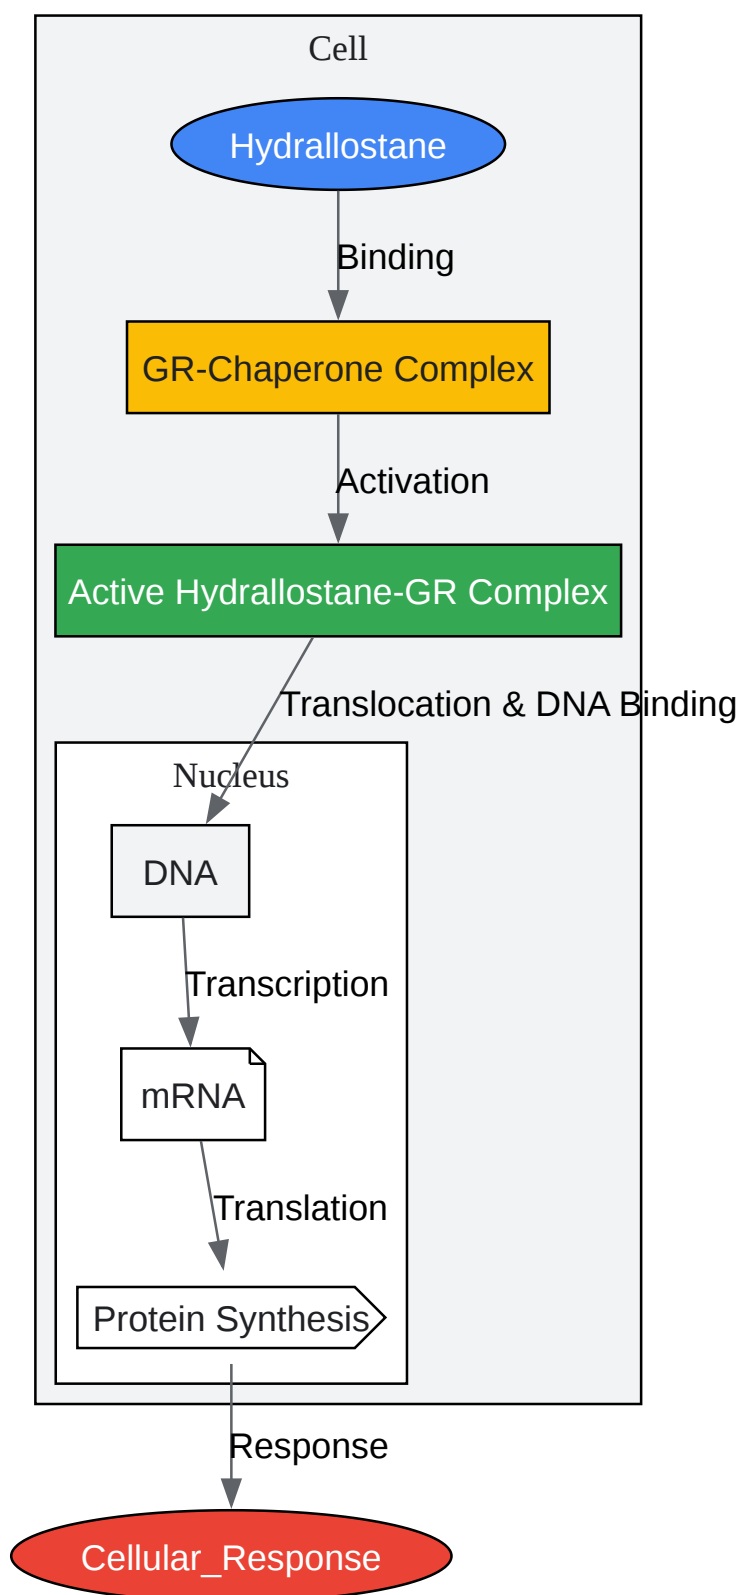 Cell
Hydrallostane
Binding
GR-Chaperone Complex
Activation
Active Hydrallostane-GR Complex
Translocation & DNA Binding
Nucleus
DNA
Transcription
mRNA
Translation
Protein Synthesis
Response
Cellular_Response